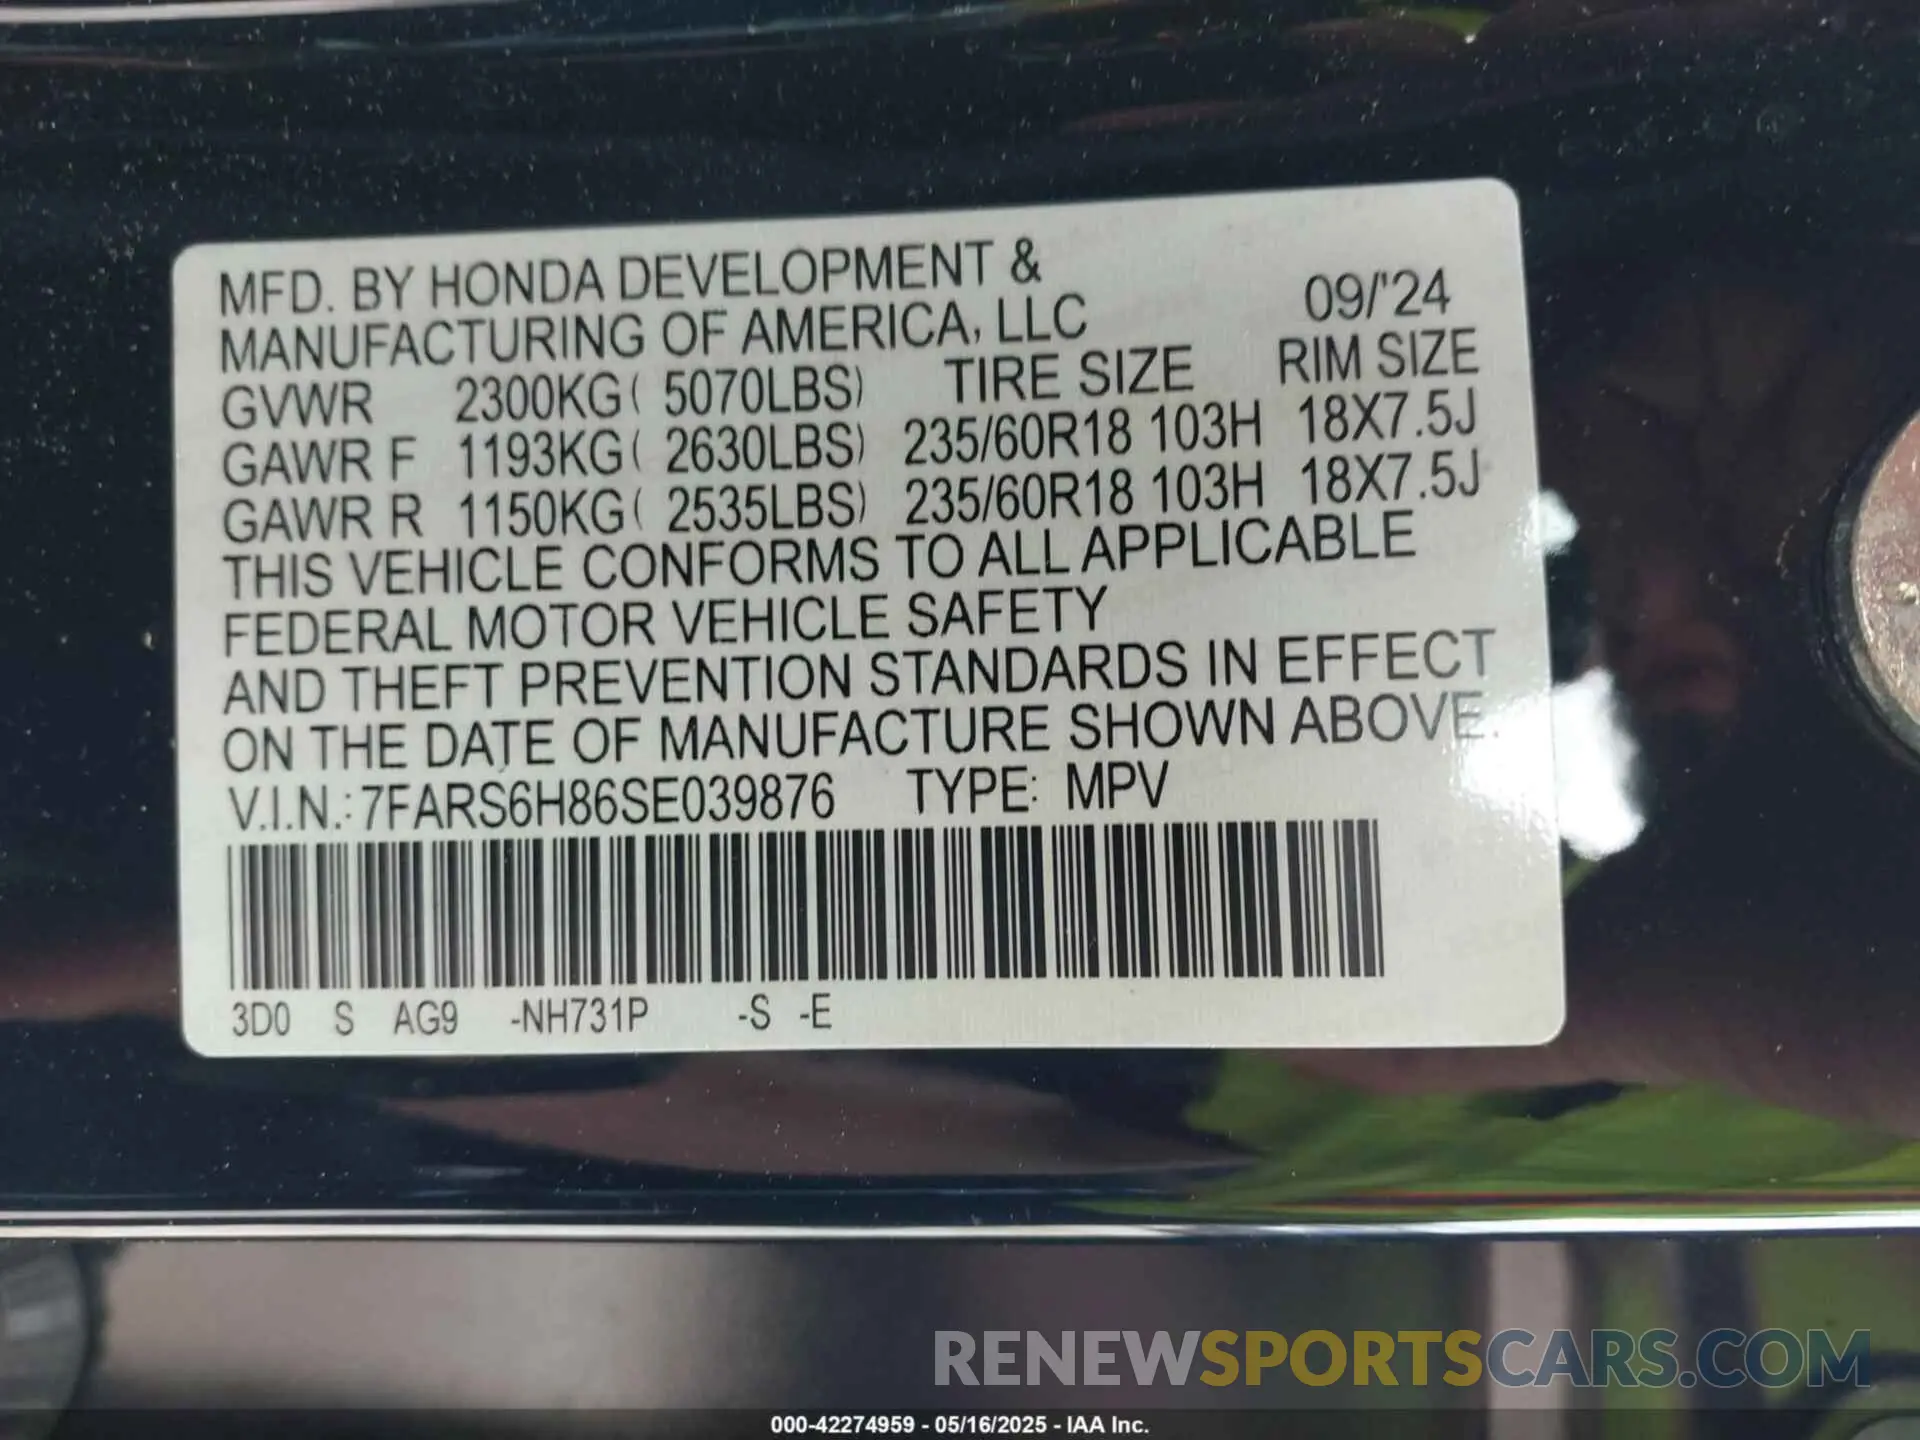 MFD. BY HONDA DEVELOPMENT &
MANUFACTURING OF AMERICA, LLC 09/'24
GVWR 2300KG( 5070LBS) TIRE SIZE RIM SIZE
GAWR F 1193KG( 2630LBS) 235/60R18 103H 18X7.5J
GAWR R 1150KG( 2535LBS) 235/60R18 103H 18X7.5J
THIS VEHICLE CONFORMS TO ALL APPLICABLE
FEDERAL MOTOR VEHICLE SAFETY
AND THEFT PREVENTION STANDARDS IN EFFECT
ON THE DATE OF MANUFACTURE SHOWN ABOVE.
V.I.N.: 7FARS6H86SE039876 TYPE: MPV
3D0 S AG9 -NH731P -S -E
RENEWSPORTSCARS.COM
000-42274959 - 05/16/2025 - IAA Inc.